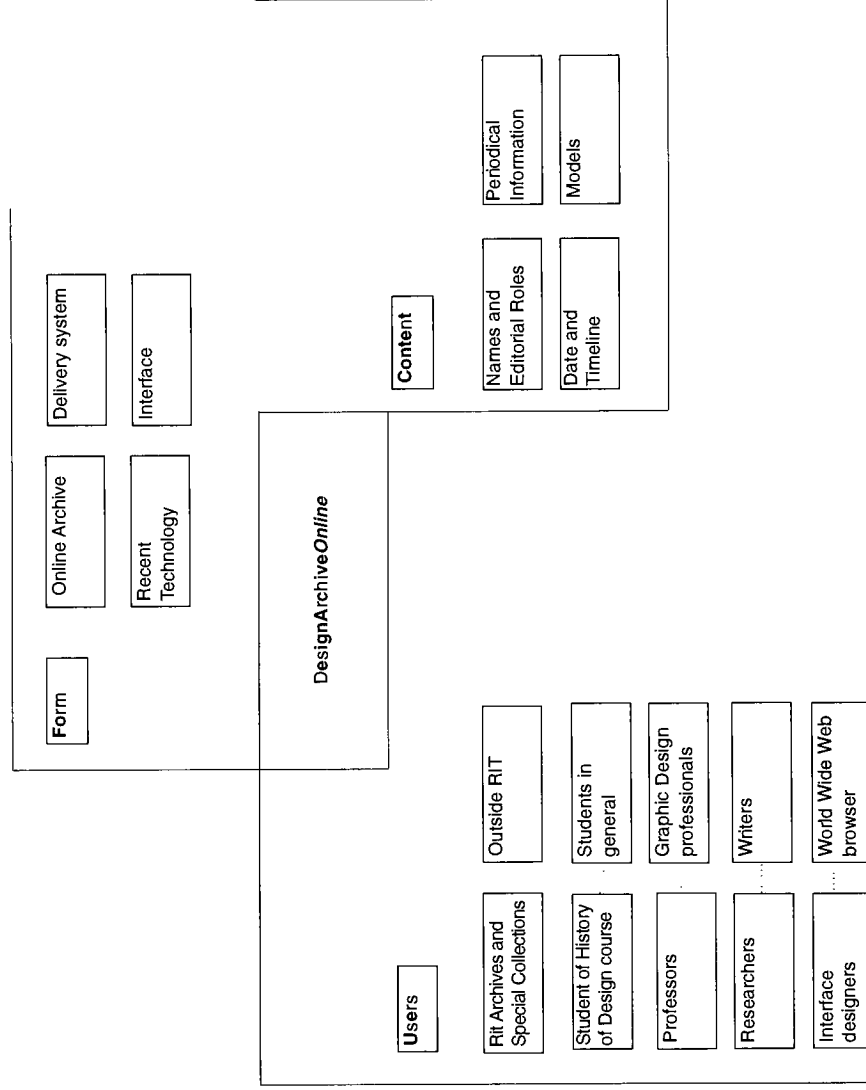 Form
Online Archive
Delivery system
Recent
Technology
Interface
DesignArchiveOnline
Users
Rit Archives and
Special Collections
Outside RIT
Student of History
of Design course
Students in
general
Professors
Graphic Design
professionals
Researchers
Writers
Interface
designers
World Wide Web
browser
Content
Names and
Editorial Roles
Periodical
Information
Date and
Timeline
Models